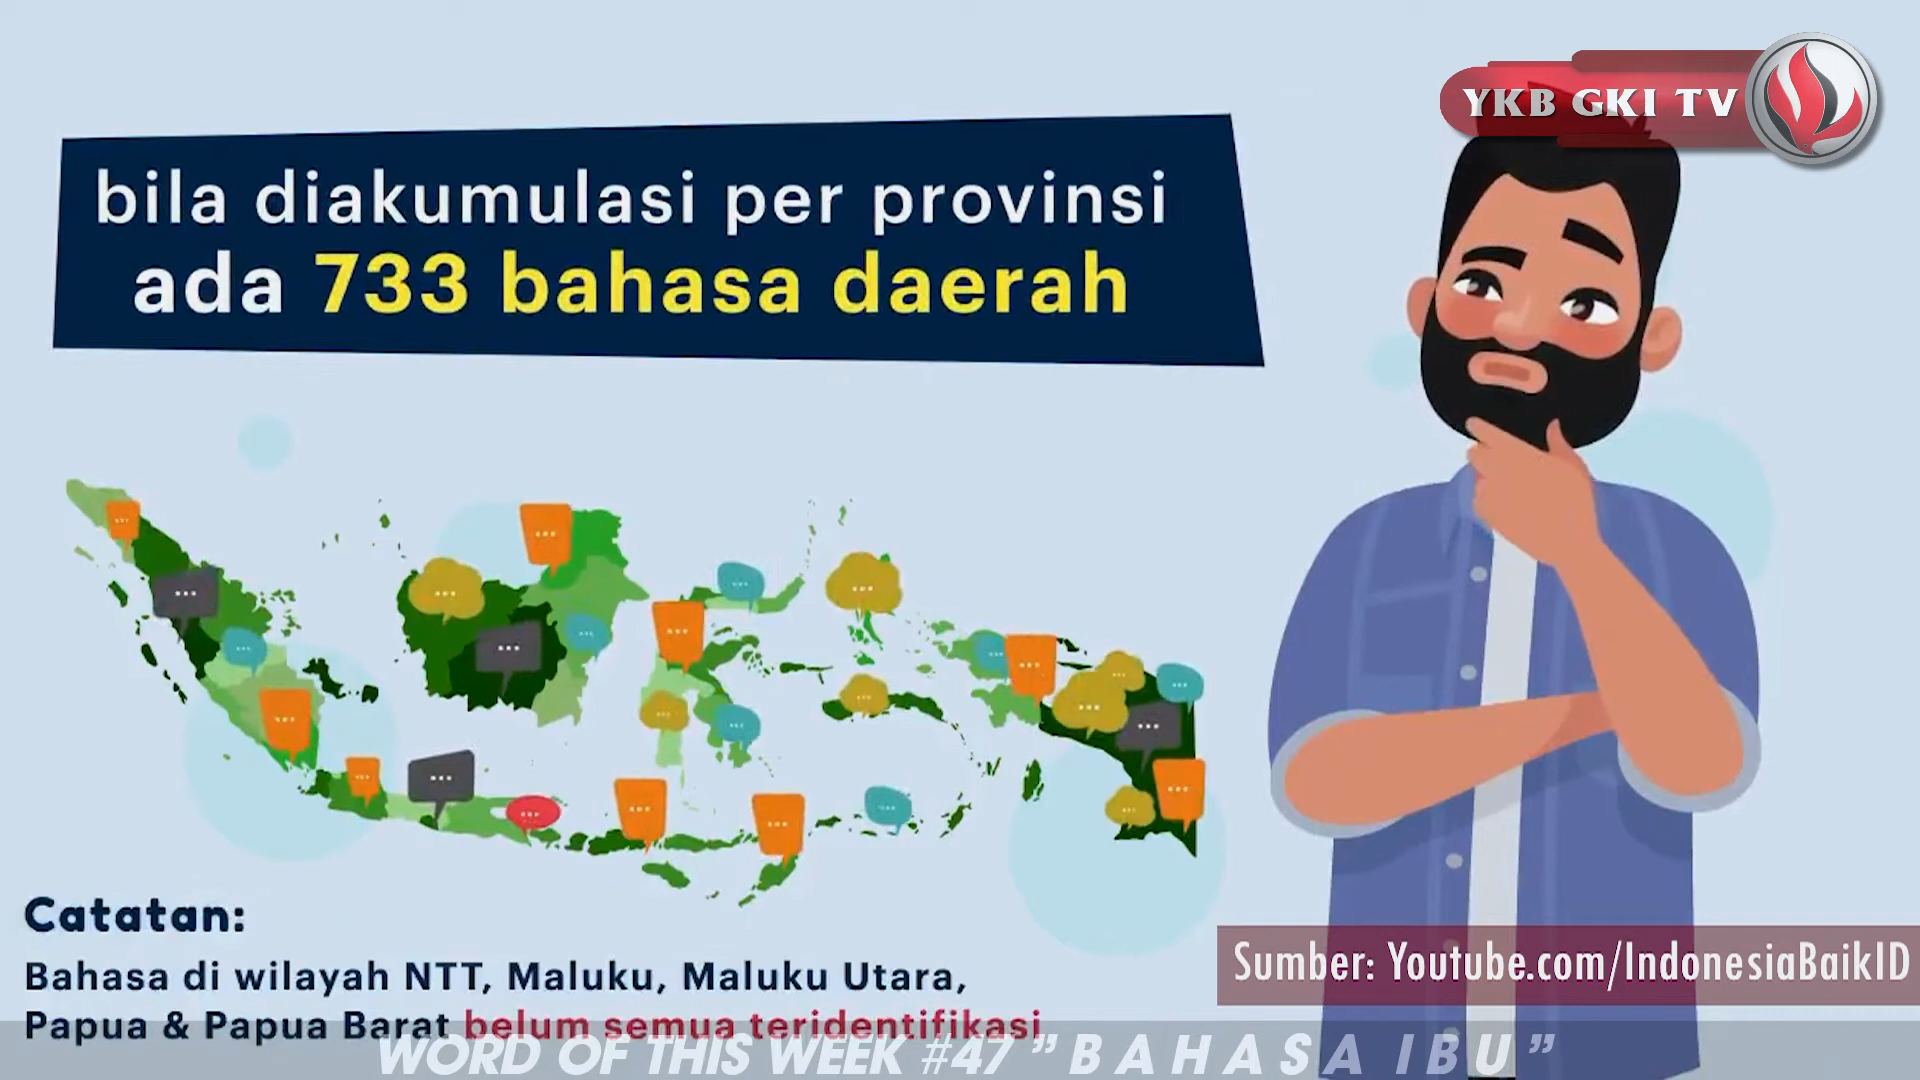 YKB GKI TV
bila diakumulasi per provinsi
ada 733 bahasa daerah
Catatan:
Bahasa di wilayah NTT, Maluku, Maluku Utara,
Papua & Papua Barat belum semua teridentifikasi
Sumber: Youtube.com/IndonesiaBaikID
WORD OF THIS WEEK #47 ” B A H A S A I B U ”